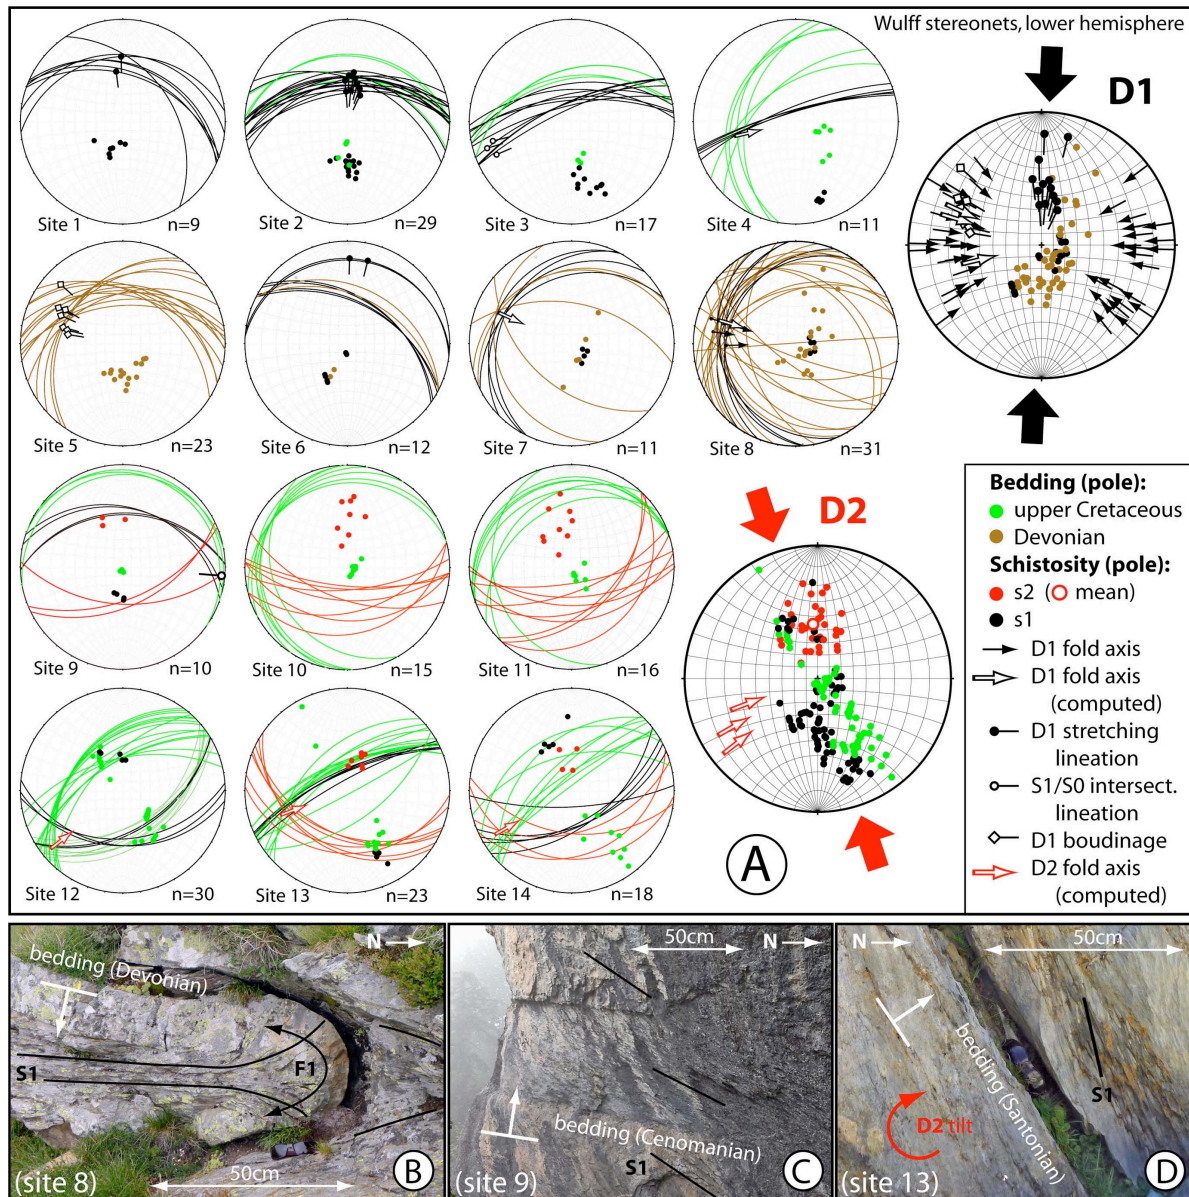 Wulff stereonets, lower hemisphere
D1
Site 1 n=9
Site 2 n=29
Site 3 n=17
Site 4 n=11
Site 5 n=23
Site 6 n=12
Site 7 n=11
Site 8 n=31
Site 9 n=10
Site 10 n=15
Site 11 n=16
Site 12 n=30
Site 13 n=23
Site 14 n=18
D2
A
Bedding (pole):
upper Cretaceous
Devonian
Schistosity (pole):
s2 ( mean)
s1
D1 fold axis
D1 fold axis
(computed)
D1 stretching
lineation
S1/S0 intersect.
lineation
D1 boudinage
D2 fold axis
(computed)
N
bedding (Devonian)
S1
F1
50cm
(site 8)
B
50cm
N
bedding (Cenomanian)
S1
(site 9)
C
N
50cm
bedding (Santonian)
S1
D2 tilt
(site 13)
D